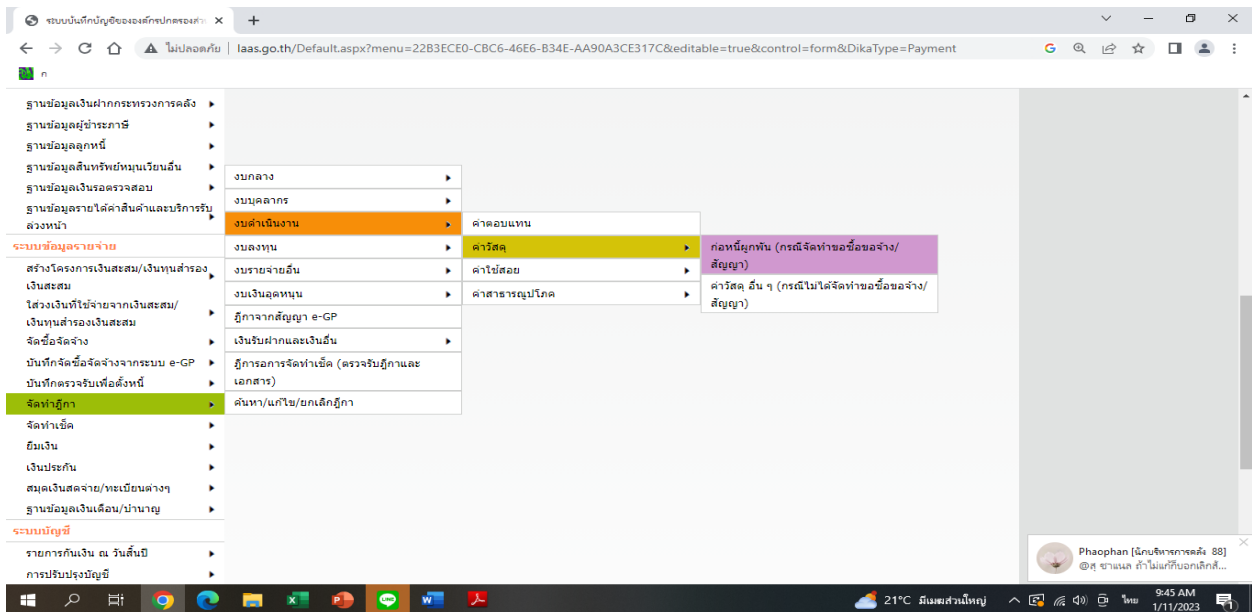 ระบบบันทึกบัญชีขององค์กรปกครองส่ว
ไม่ปลอดภัย | laas.go.th/Default.aspx?menu=22B3ECE0-CBC6-46E6-B34E-AA90A3CE317C&editable=true&control=form&DikaType=Payment
ก
ฐานข้อมูลเงินฝากกระทรวงการคลัง
ฐานข้อมูลผู้ชำระภาษี
ฐานข้อมูลลูกหนี้
ฐานข้อมูลสินทรัพย์หมุนเวียนอื่น
ฐานข้อมูลเงินรอตรวจสอบ
ฐานข้อมูลรายได้ค่าสินค้าและบริการรับ
ล่วงหน้า
ระบบข้อมูลรายจ่าย
สร้างโครงการเงินสะสม/เงินทุนสำรอง
เงินสะสม
ใส่วงเงินที่ใช้จ่ายจากเงินสะสม/
เงินทุนสำรองเงินสะสม
จัดซื้อจัดจ้าง
บันทึกจัดซื้อจัดจ้างจากระบบ e-GP
บันทึกตรวจรับเพื่อตั้งหนี้
จัดทำฎีกา
จัดทำเช็ค
ยืมเงิน
เงินประกัน
สมุดเงินสดจ่าย/ทะเบียนต่างๆ
ฐานข้อมูลเงินเดือน/บำนาญ
ระบบบัญชี
รายการกันเงิน ณ วันสิ้นปี
การปรับปรุงบัญชี
งบกลาง
งบบุคลากร
งบดำเนินงาน
งบลงทุน
งบรายจ่ายอื่น
งบเงินอุดหนุน
ฎีกาจากสัญญา e-GP
เงินรับฝากและเงินอื่น
ฎีการอการจัดทำเช็ค (ตรวจรับฎีกาและ
เอกสาร)
ค้นหา/แก้ไข/ยกเลิกฎีกา
ค่าตอบแทน
ค่าวัสดุ
ค่าใช้สอย
ค่าสาธารณูปโภค
ก่อหนี้ผูกพัน (กรณีจัดทำขอซื้อขอจ้าง/
สัญญา)
ค่าวัสดุ อื่น ๆ (กรณีไม่ได้จัดทำขอซื้อขอจ้าง/
สัญญา)
Phaophan [นักบริหารการคลัง 88]
@สุ ชาแนล ถ้าไม่แก้ก็บอกเลิกสั...
21°C มีเมฆส่วนใหญ่
ไทย
9:45 AM
1/11/2023